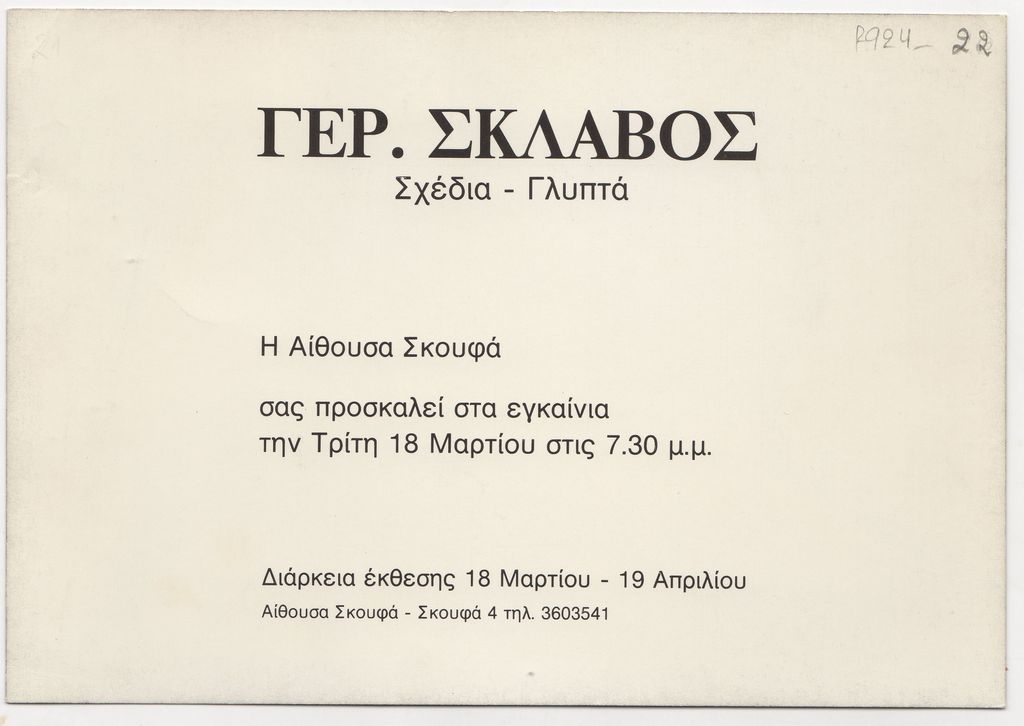 R924- 22
ΓΕΡ. ΣΚΛΑΒΟΣ
Σχέδια - Γλυπτά
Η Αίθουσα Σκουφά
σας προσκαλεί στα εγκαίνια
την Τρίτη 18 Μαρτίου στις 7.30 μ.μ.
Διάρκεια έκθεσης 18 Μαρτίου - 19 Απριλίου
Αίθουσα Σκουφά - Σκουφά 4 τηλ. 3603541